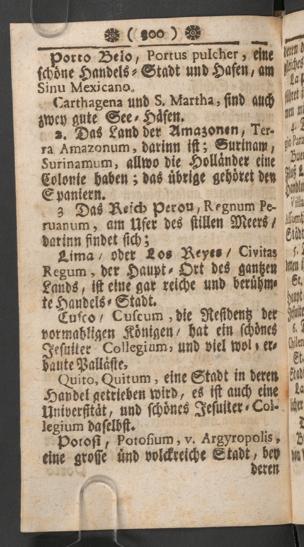 ( 200 )
Porto Belo, Portus pulcher, eine
schöne Handels-Stadt und Hafen, am
Sinu Mexicano.
Carthagena und S. Martha, sind auch
zwey gute See-Häfen.
2. Das Land der Amazonen, Ter-
ra Amazonum, darinn ist; Surinam,
Surinamum, allwo die Holländer eine
Colonie haben; das übrige gehöret den
Spaniern.
3 Das Reich Perou, Regnum Pe-
ruanum, am Ufer des stillen Meers/
darinn findet sich;
Lima/ oder Los Reyes/ Civitas
Regum, der Haupt-Ort des gantzen
Lands, ist eine gar reiche und berühm-
te Handels-Stadt.
Cusco/ Cuscum, die Residentz der
vormahligen Königen/ hat ein schönes
Jesuiter Collegium, und viel wol, er-
baute Palläste.
Quito, Quitum, eine Stadt in deren
Handel getrieben wird, es ist auch eine
Universität, und schönes Jesuiter-Col-
legium daselbst.
Potosi, Potosium, v. Argyropolis,
eine grosse und volckreiche Stadt, bey
deren